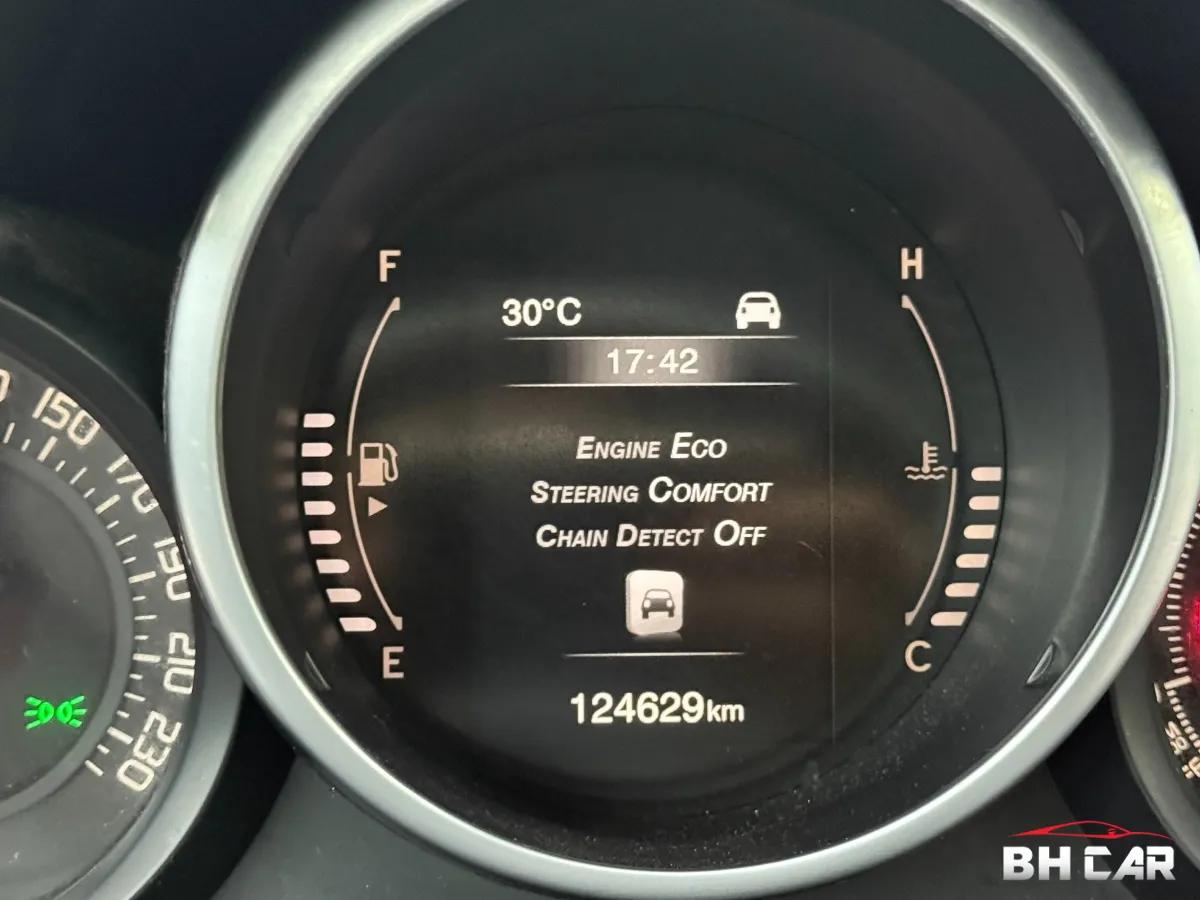 F
H
30°C
17:42
ENGINE ECO
STEERING COMFORT
CHAIN DETECT OFF
E
C
124629km
150
170
190
210
230
BH CAR